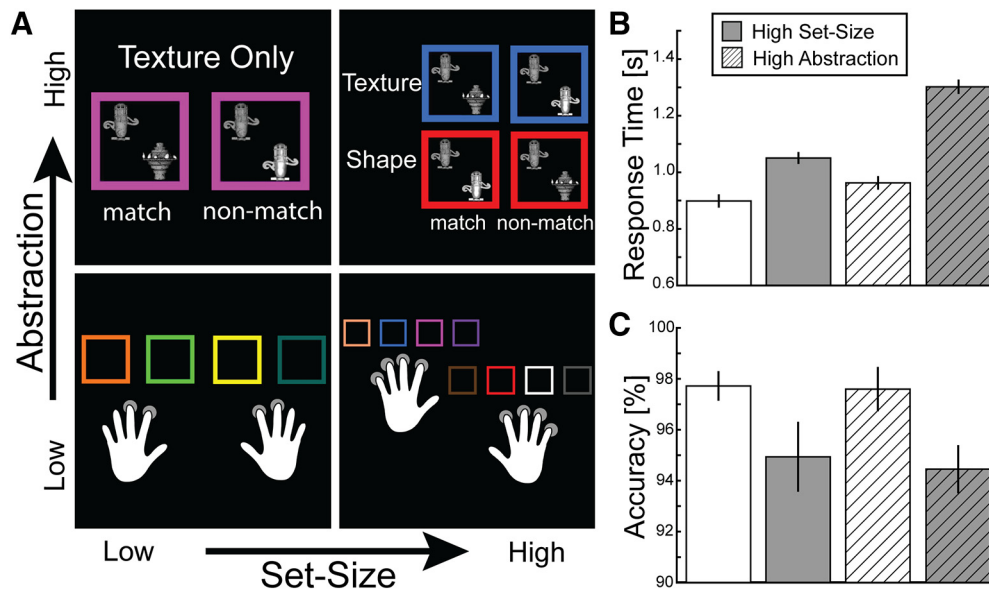 A
High
Abstraction
Low
Texture Only
match
non-match
Texture
Shape
match
non-match
Low
High
Set-Size
B
High Set-Size
High Abstraction
Response Time [s]
1.4
1.2
1.0
0.8
0.6
C
Accuracy [%]
100
98
96
94
92
90